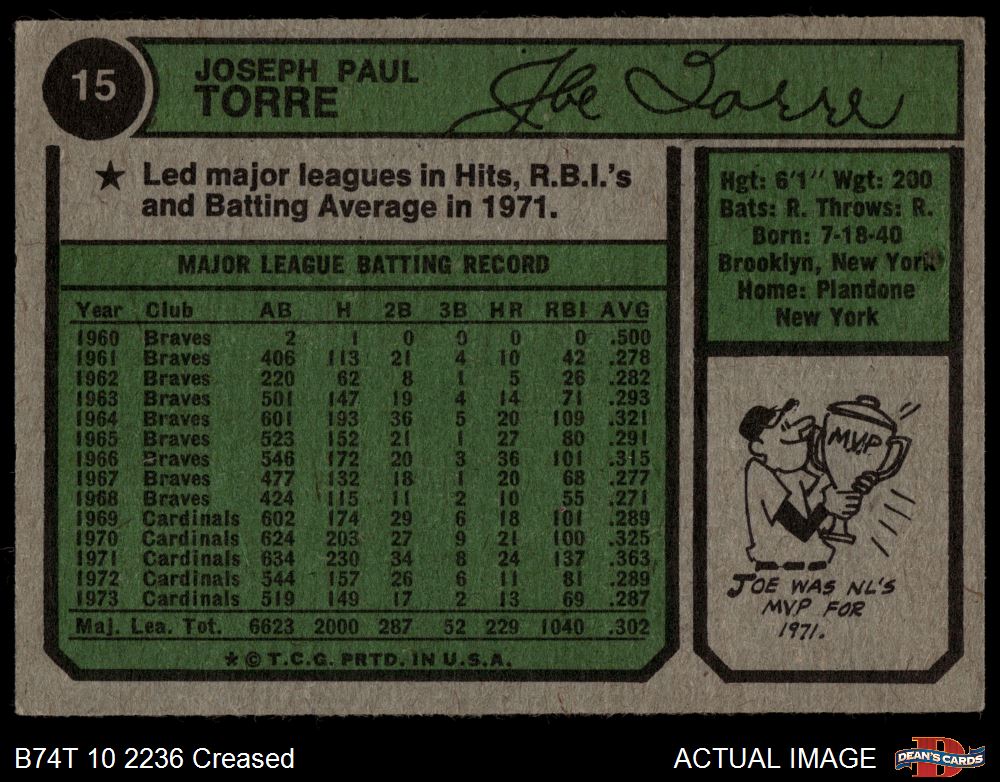 15
JOSEPH PAUL
TORRE
Joe Torre
★ Led major leagues in Hits, R.B.I.'s
and Batting Average in 1971.
MAJOR LEAGUE BATTING RECORD
Year Club AB H 2B 3B HR RBI AVG
1960 Braves 2 1 0 0 0 0 .500
1961 Braves 406 113 21 4 10 42 .278
1962 Braves 220 62 8 1 5 26 .282
1963 Braves 501 147 19 4 14 71 .293
1964 Braves 601 193 36 5 20 109 .321
1965 Braves 523 152 21 1 27 80 .291
1966 Braves 546 172 20 3 36 101 .315
1967 Braves 477 132 18 1 20 68 .277
1968 Braves 424 115 11 2 10 55 .271
1969 Cardinals 602 174 29 6 18 101 .289
1970 Cardinals 624 203 27 9 21 100 .325
1971 Cardinals 634 230 34 8 24 137 .363
1972 Cardinals 544 157 26 6 11 81 .289
1973 Cardinals 519 149 17 2 13 69 .287
Maj. Lea. Tot. 6623 2000 287 52 229 1040 .302
★ © T.C.G. PRTD. IN U.S.A.
Hgt: 6'1" Wgt: 200
Bats: R. Throws: R.
Born: 7-18-40
Brooklyn, New York
Home: Plandone
New York
MVP
JOE WAS NL'S
MVP FOR
1971.
B74T 10 2236 Creased
ACTUAL IMAGE
D
DEAN'S CARDS